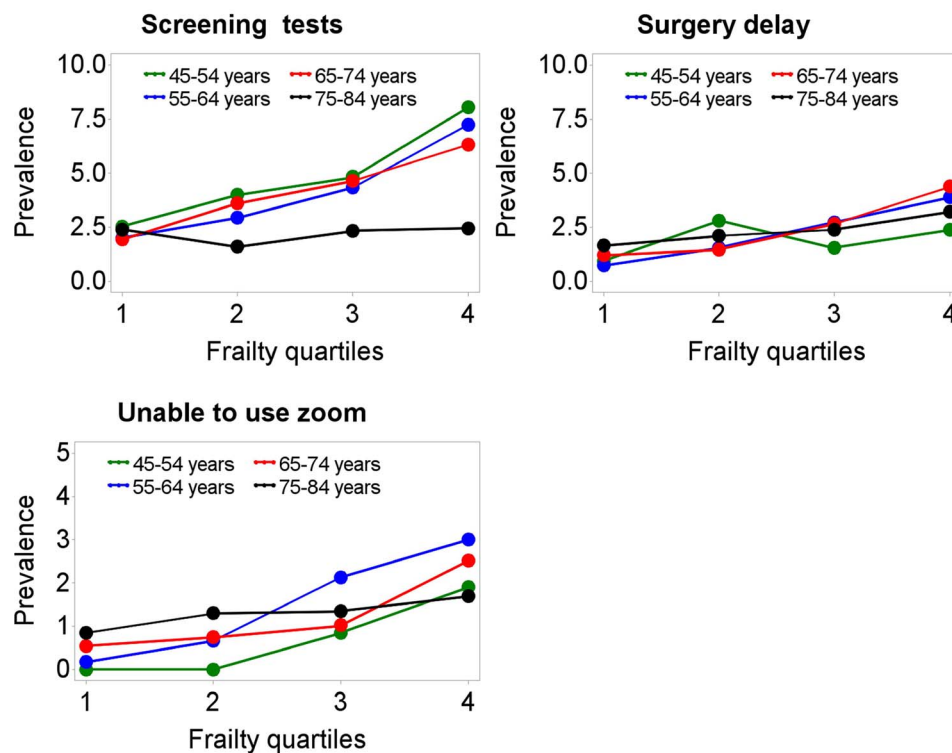 Screening tests
10.0
7.5
5.0
2.5
0.0
Prevalence
45-54 years
65-74 years
55-64 years
75-84 years
1 2 3 4
Frailty quartiles
Surgery delay
10.0
7.5
5.0
2.5
0.0
Prevalence
45-54 years
65-74 years
55-64 years
75-84 years
1 2 3 4
Frailty quartiles
Unable to use zoom
5
4
3
2
1
0
Prevalence
45-54 years
65-74 years
55-64 years
75-84 years
1 2 3 4
Frailty quartiles